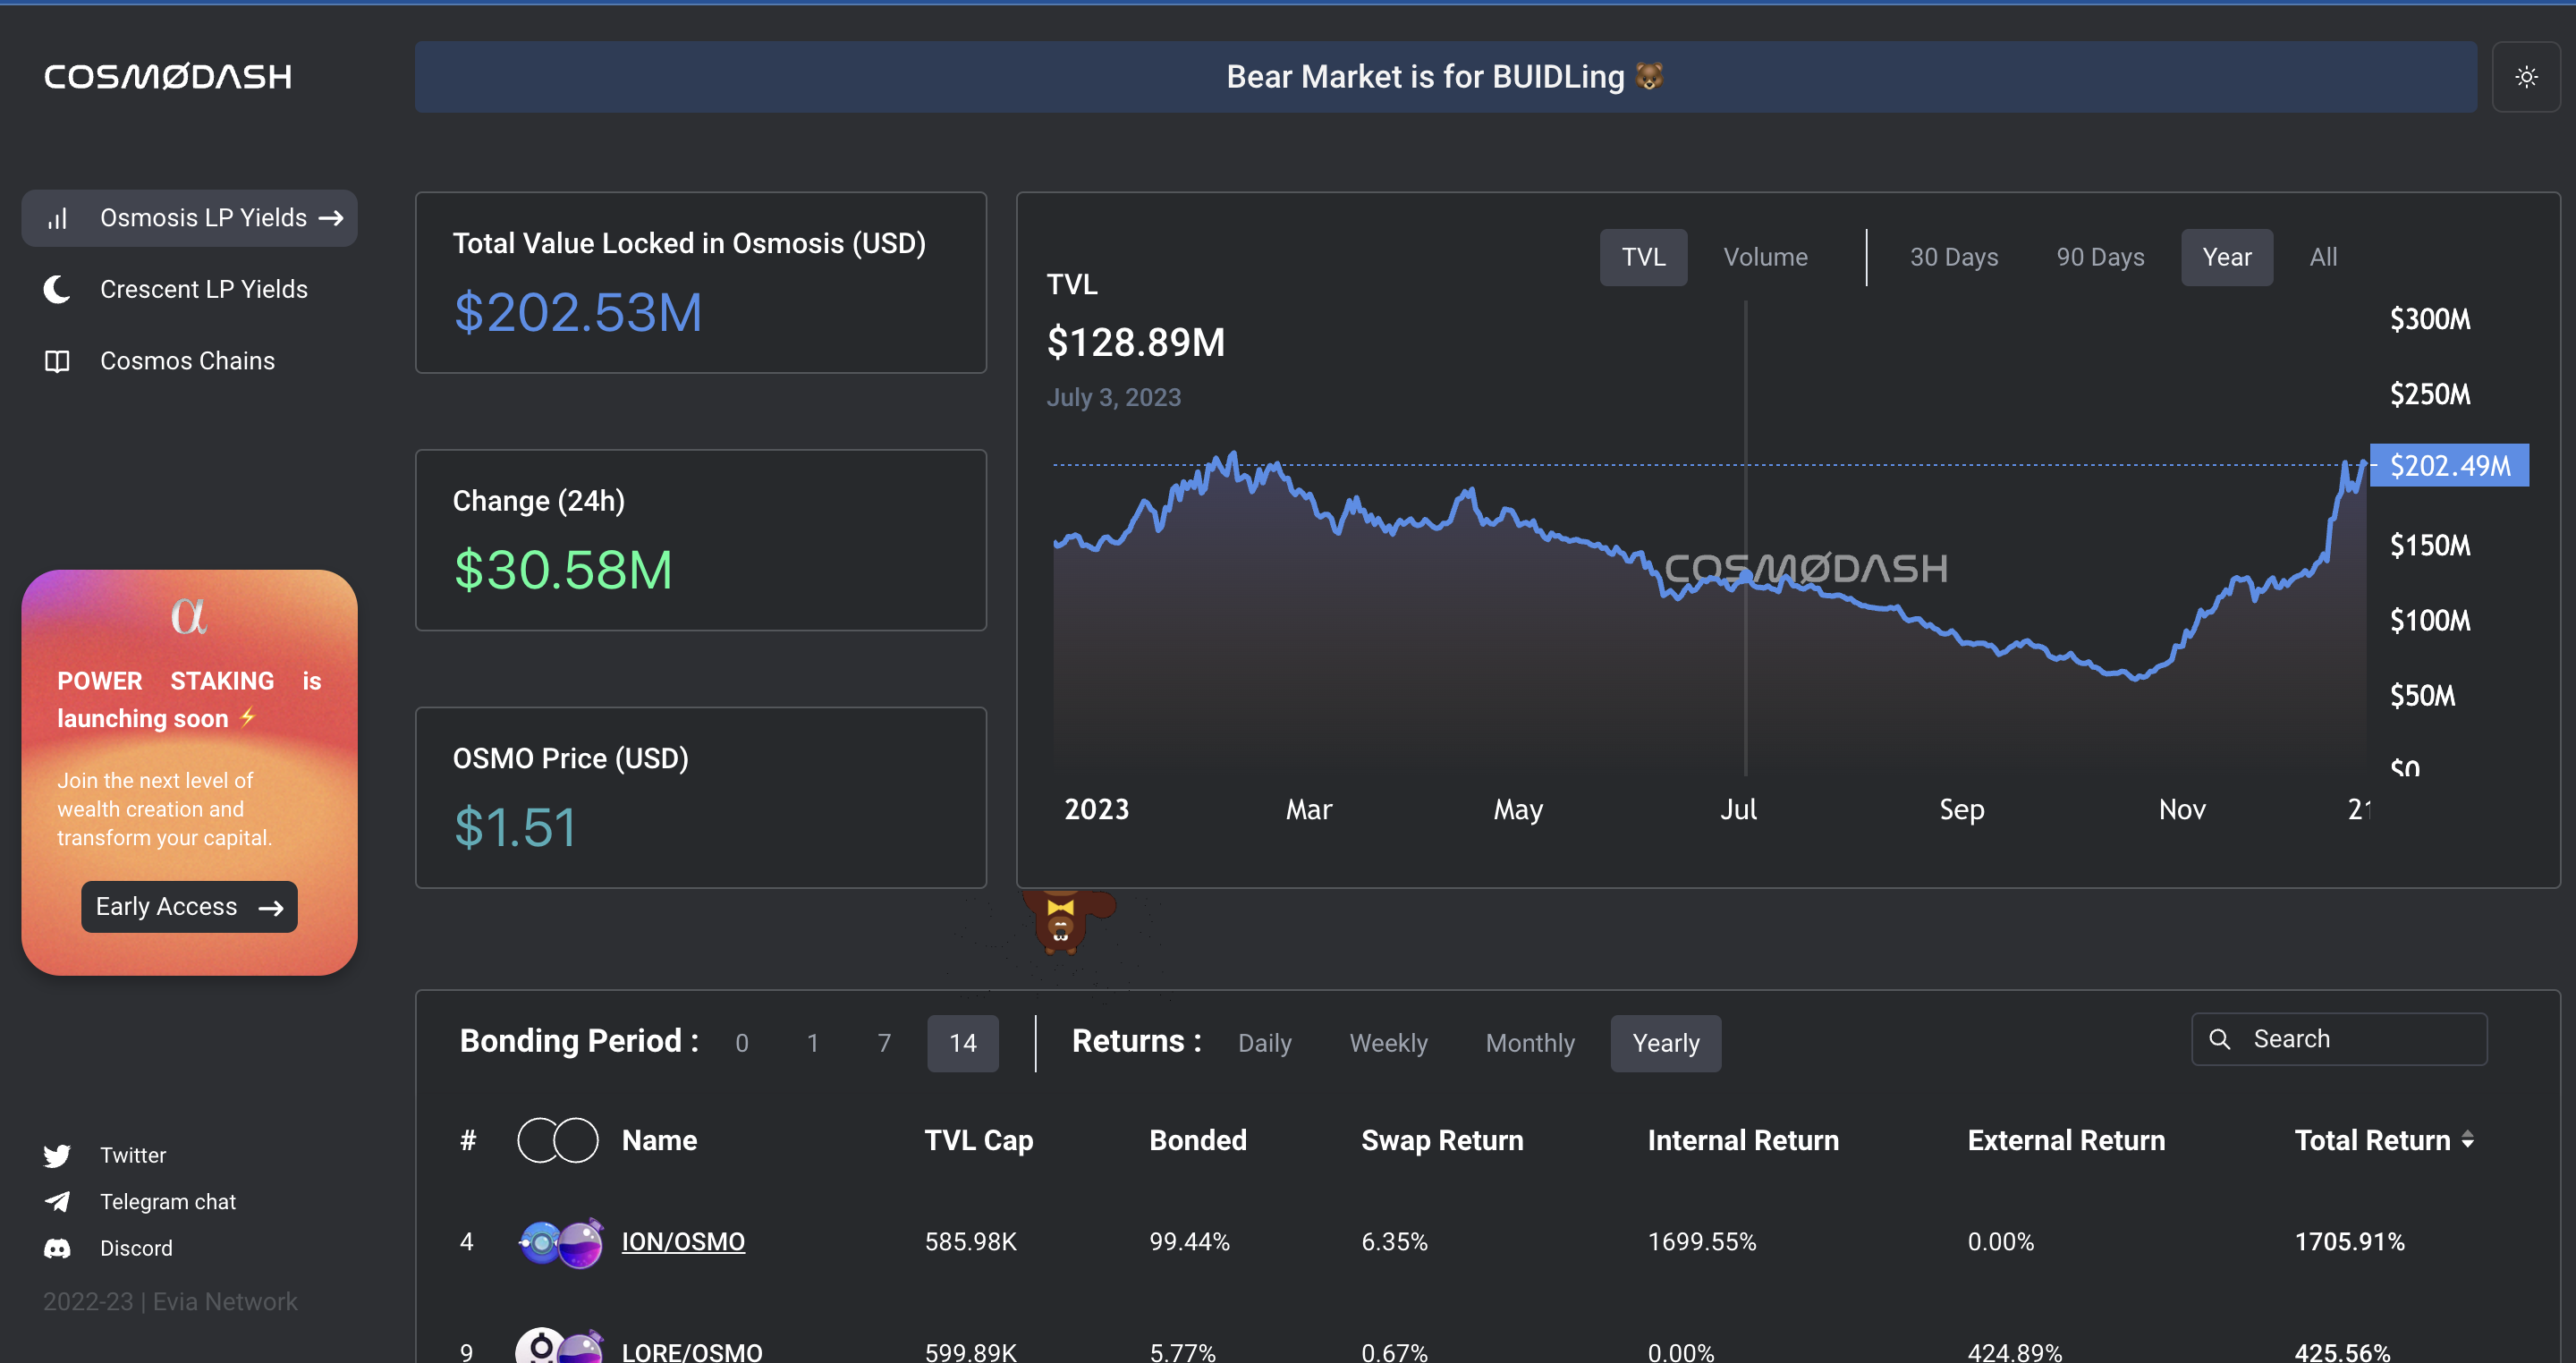 COSMØDASH
Bear Market is for BUIDLing 🐻
Osmosis LP Yields →
Crescent LP Yields
Cosmos Chains
α
POWER STAKING is
launching soon ⚡
Join the next level of
wealth creation and
transform your capital.
Early Access →
Twitter
Telegram chat
Discord
2022-23 | Evia Network
Total Value Locked in Osmosis (USD)
$202.53M
Change (24h)
$30.58M
OSMO Price (USD)
$1.51
TVL Volume 30 Days 90 Days Year All
TVL
$128.89M
July 3, 2023
$300M
$250M
$202.49M
$150M
$100M
$50M
$0
COSMØDASH
2023 Mar May Jul Sep Nov 21
Bonding Period : 0 1 7 14 Returns : Daily Weekly Monthly Yearly Search
# Name TVL Cap Bonded Swap Return Internal Return External Return Total Return
4 ION/OSMO 585.98K 99.44% 6.35% 1699.55% 0.00% 1705.91%
9 LORE/OSMO 599.89K 5.77% 0.67% 0.00% 424.89% 425.56%